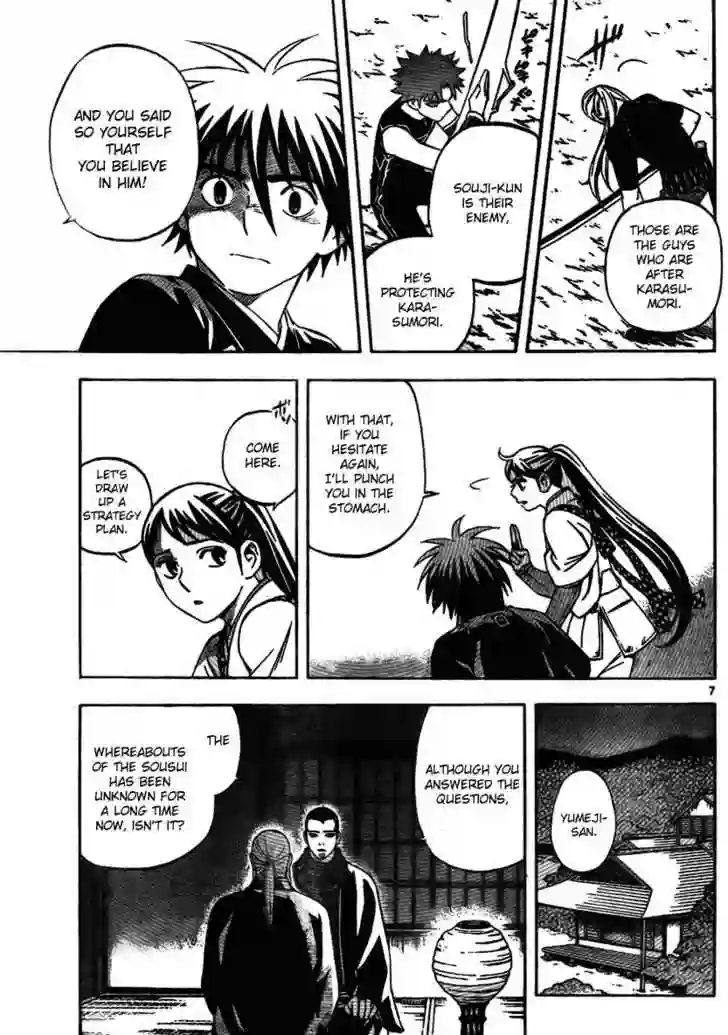 THOSE ARE
THE GUYS
WHO ARE
AFTER
KARASU-
MORI.
SOUJI-KUN
IS THEIR
ENEMY,
HE'S
PROTECTING
KARA-
SUMORI.
AND YOU SAID
SO YOURSELF
THAT
YOU BELIEVE
IN HIM!
WITH THAT,
IF YOU
HESITATE
AGAIN,
I'LL PUNCH
YOU IN THE
STOMACH.
COME
HERE.
LET'S
DRAW
UP A
STRATEGY
PLAN.
7
YUMEJI-
SAN.
ALTHOUGH YOU
ANSWERED THE
QUESTIONS,
THE
WHEREABOUTS
OF THE SOUSUI
HAS BEEN
UNKNOWN FOR
A LONG TIME
NOW, ISN'T IT?